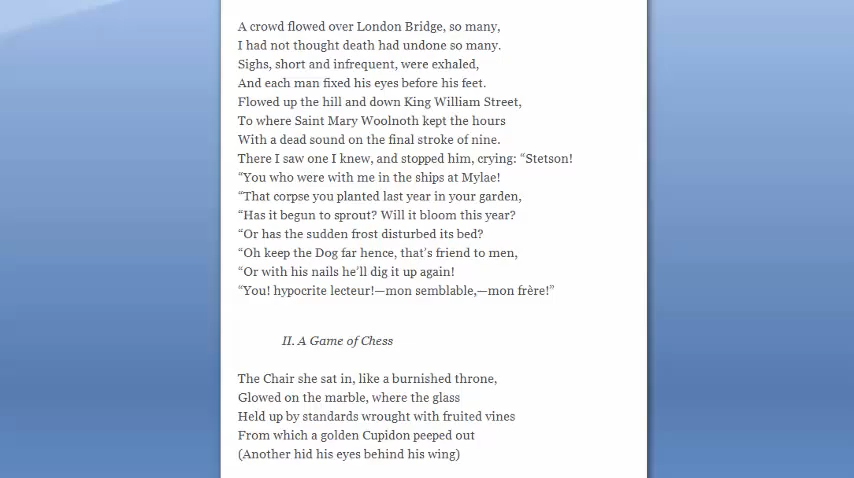 A crowd flowed over London Bridge, so many,
I had not thought death had undone so many.
Sighs, short and infrequent, were exhaled,
And each man fixed his eyes before his feet.
Flowed up the hill and down King William Street,
To where Saint Mary Woolnoth kept the hours
With a dead sound on the final stroke of nine.
There I saw one I knew, and stopped him, crying: “Stetson!
“You who were with me in the ships at Mylae!
“That corpse you planted last year in your garden,
“Has it begun to sprout? Will it bloom this year?
“Or has the sudden frost disturbed its bed?
“Oh keep the Dog far hence, that’s friend to men,
“Or with his nails he’ll dig it up again!
“You! hypocrite lecteur!—mon semblable,—mon frère!”
II. A Game of Chess
The Chair she sat in, like a burnished throne,
Glowed on the marble, where the glass
Held up by standards wrought with fruited vines
From which a golden Cupidon peeped out
(Another hid his eyes behind his wing)